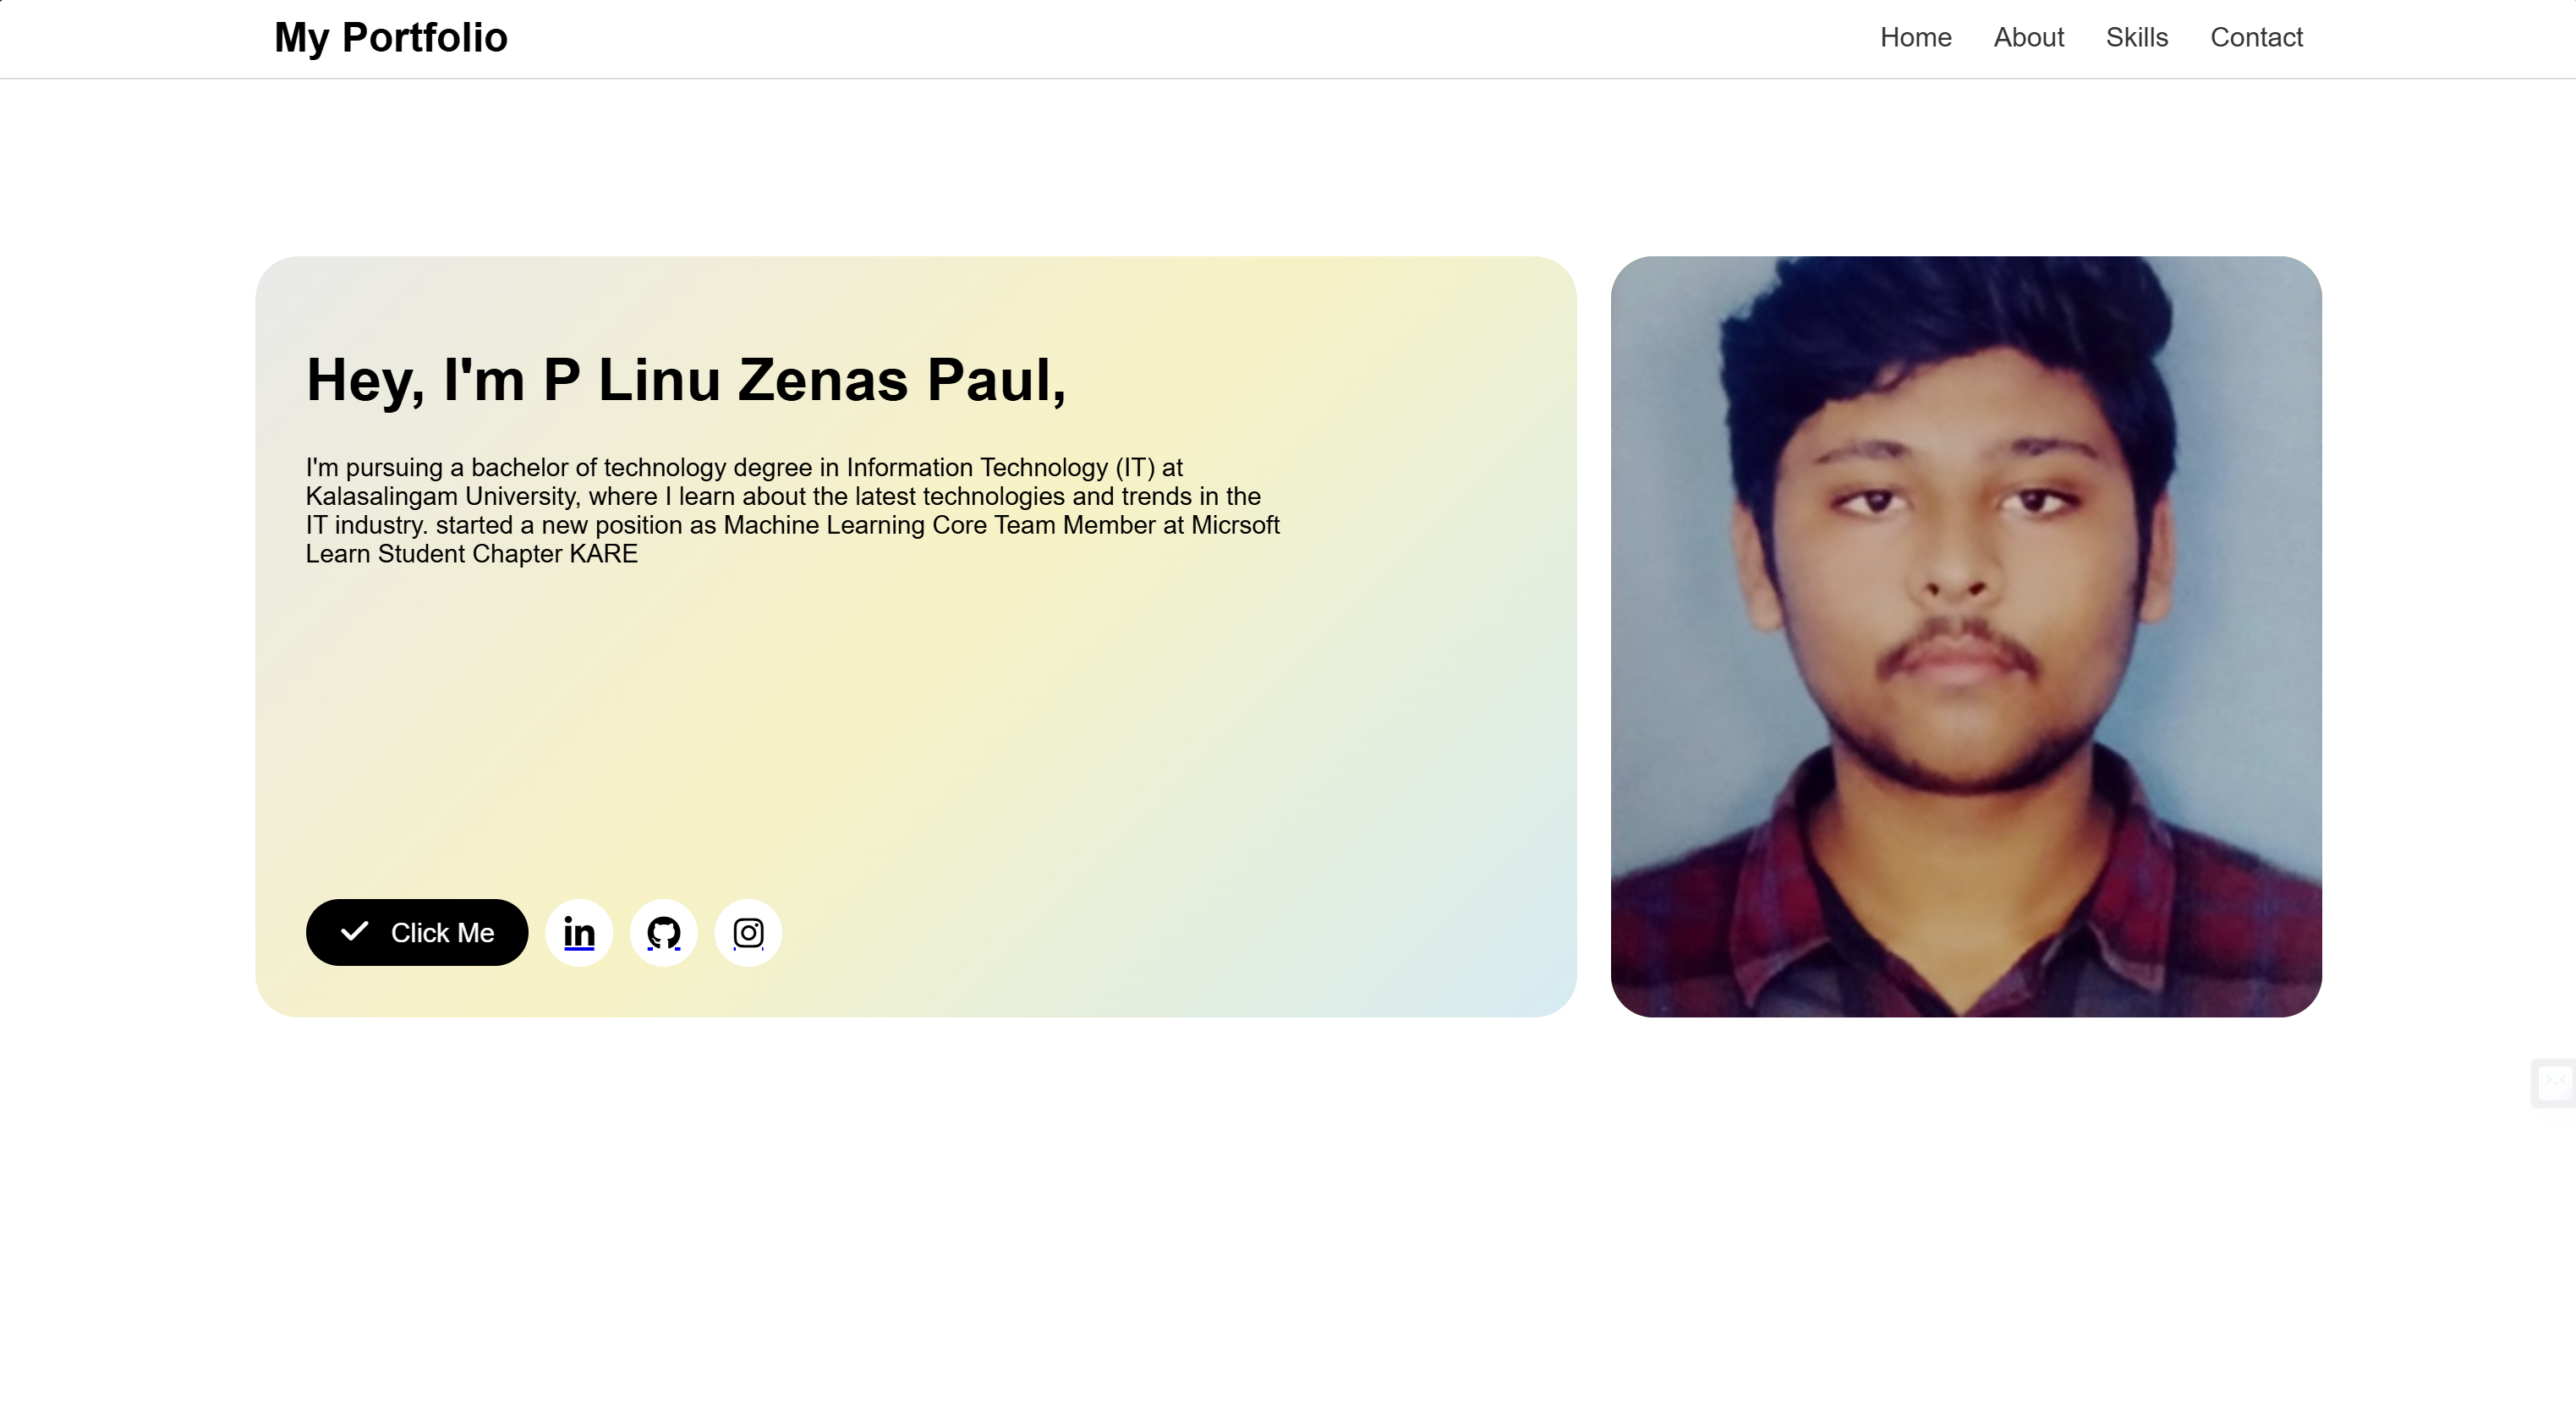 My Portfolio
Home About Skills Contact
Hey, I'm P Linu Zenas Paul,
I'm pursuing a bachelor of technology degree in Information Technology (IT) at
Kalasalingam University, where I learn about the latest technologies and trends in the
IT industry. started a new position as Machine Learning Core Team Member at Micrsoft
Learn Student Chapter KARE
Click Me
in